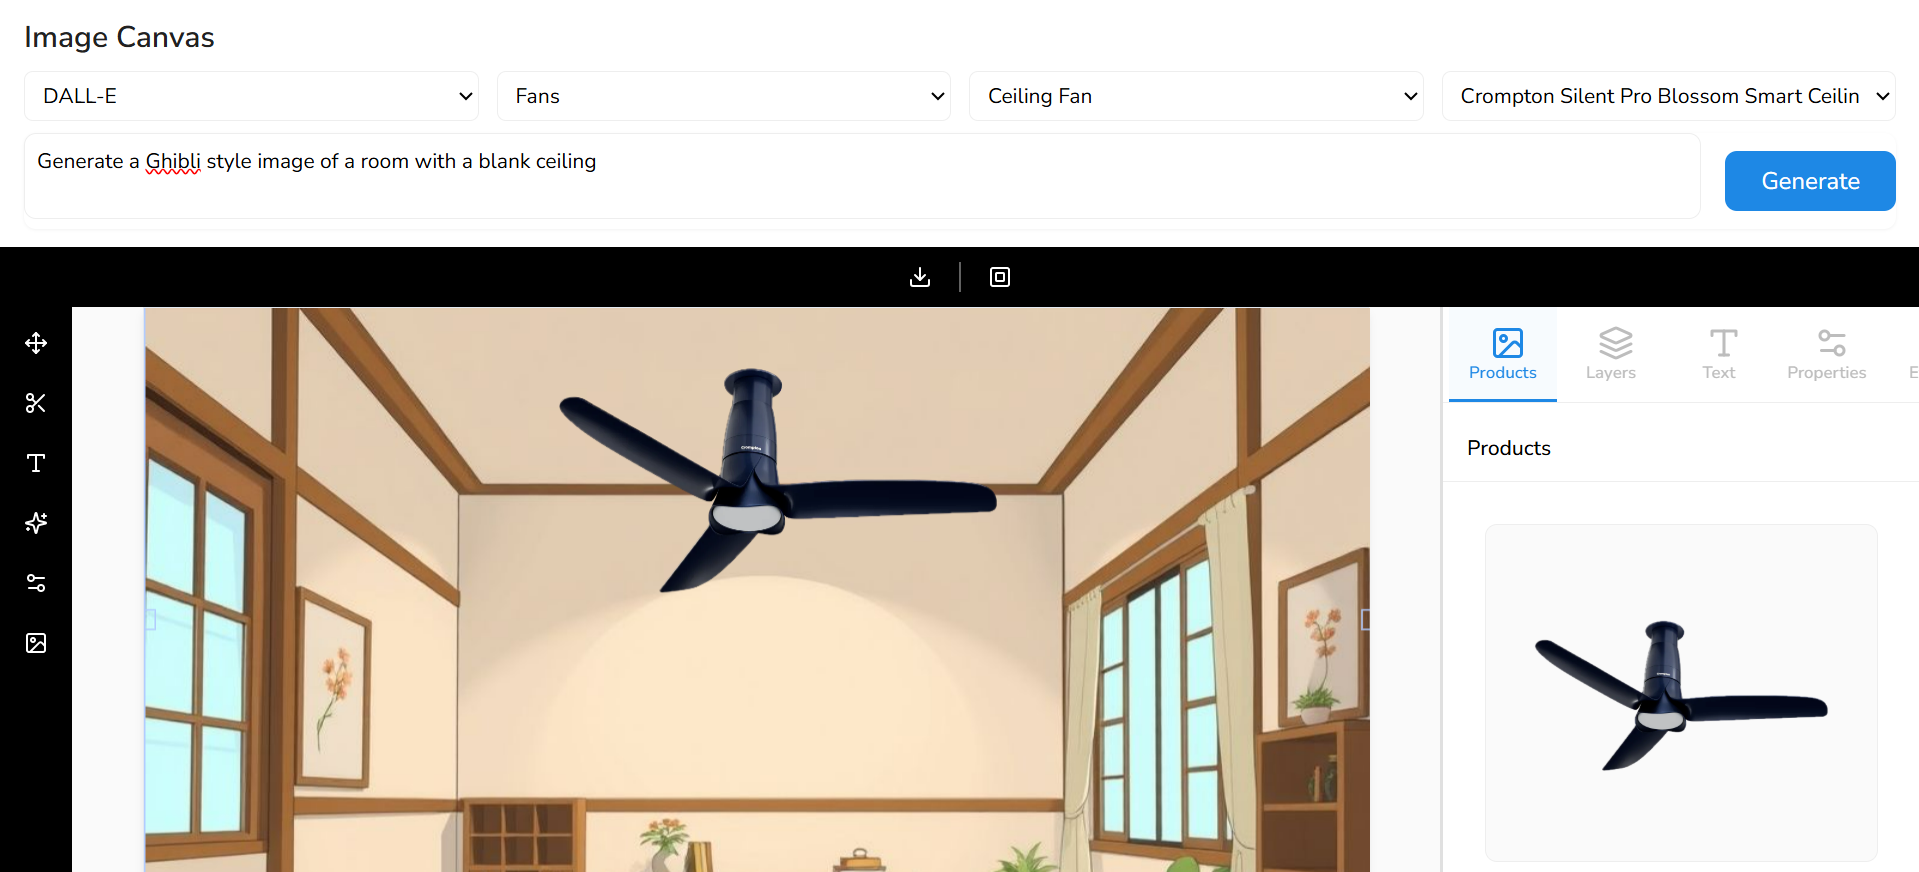 Image Canvas
DALL-E
Fans
Ceiling Fan
Crompton Silent Pro Blossom Smart Ceilin
Generate a Ghibli style image of a room with a blank ceiling
Generate
Products
Layers
Text
Properties
E
Products
Crompton